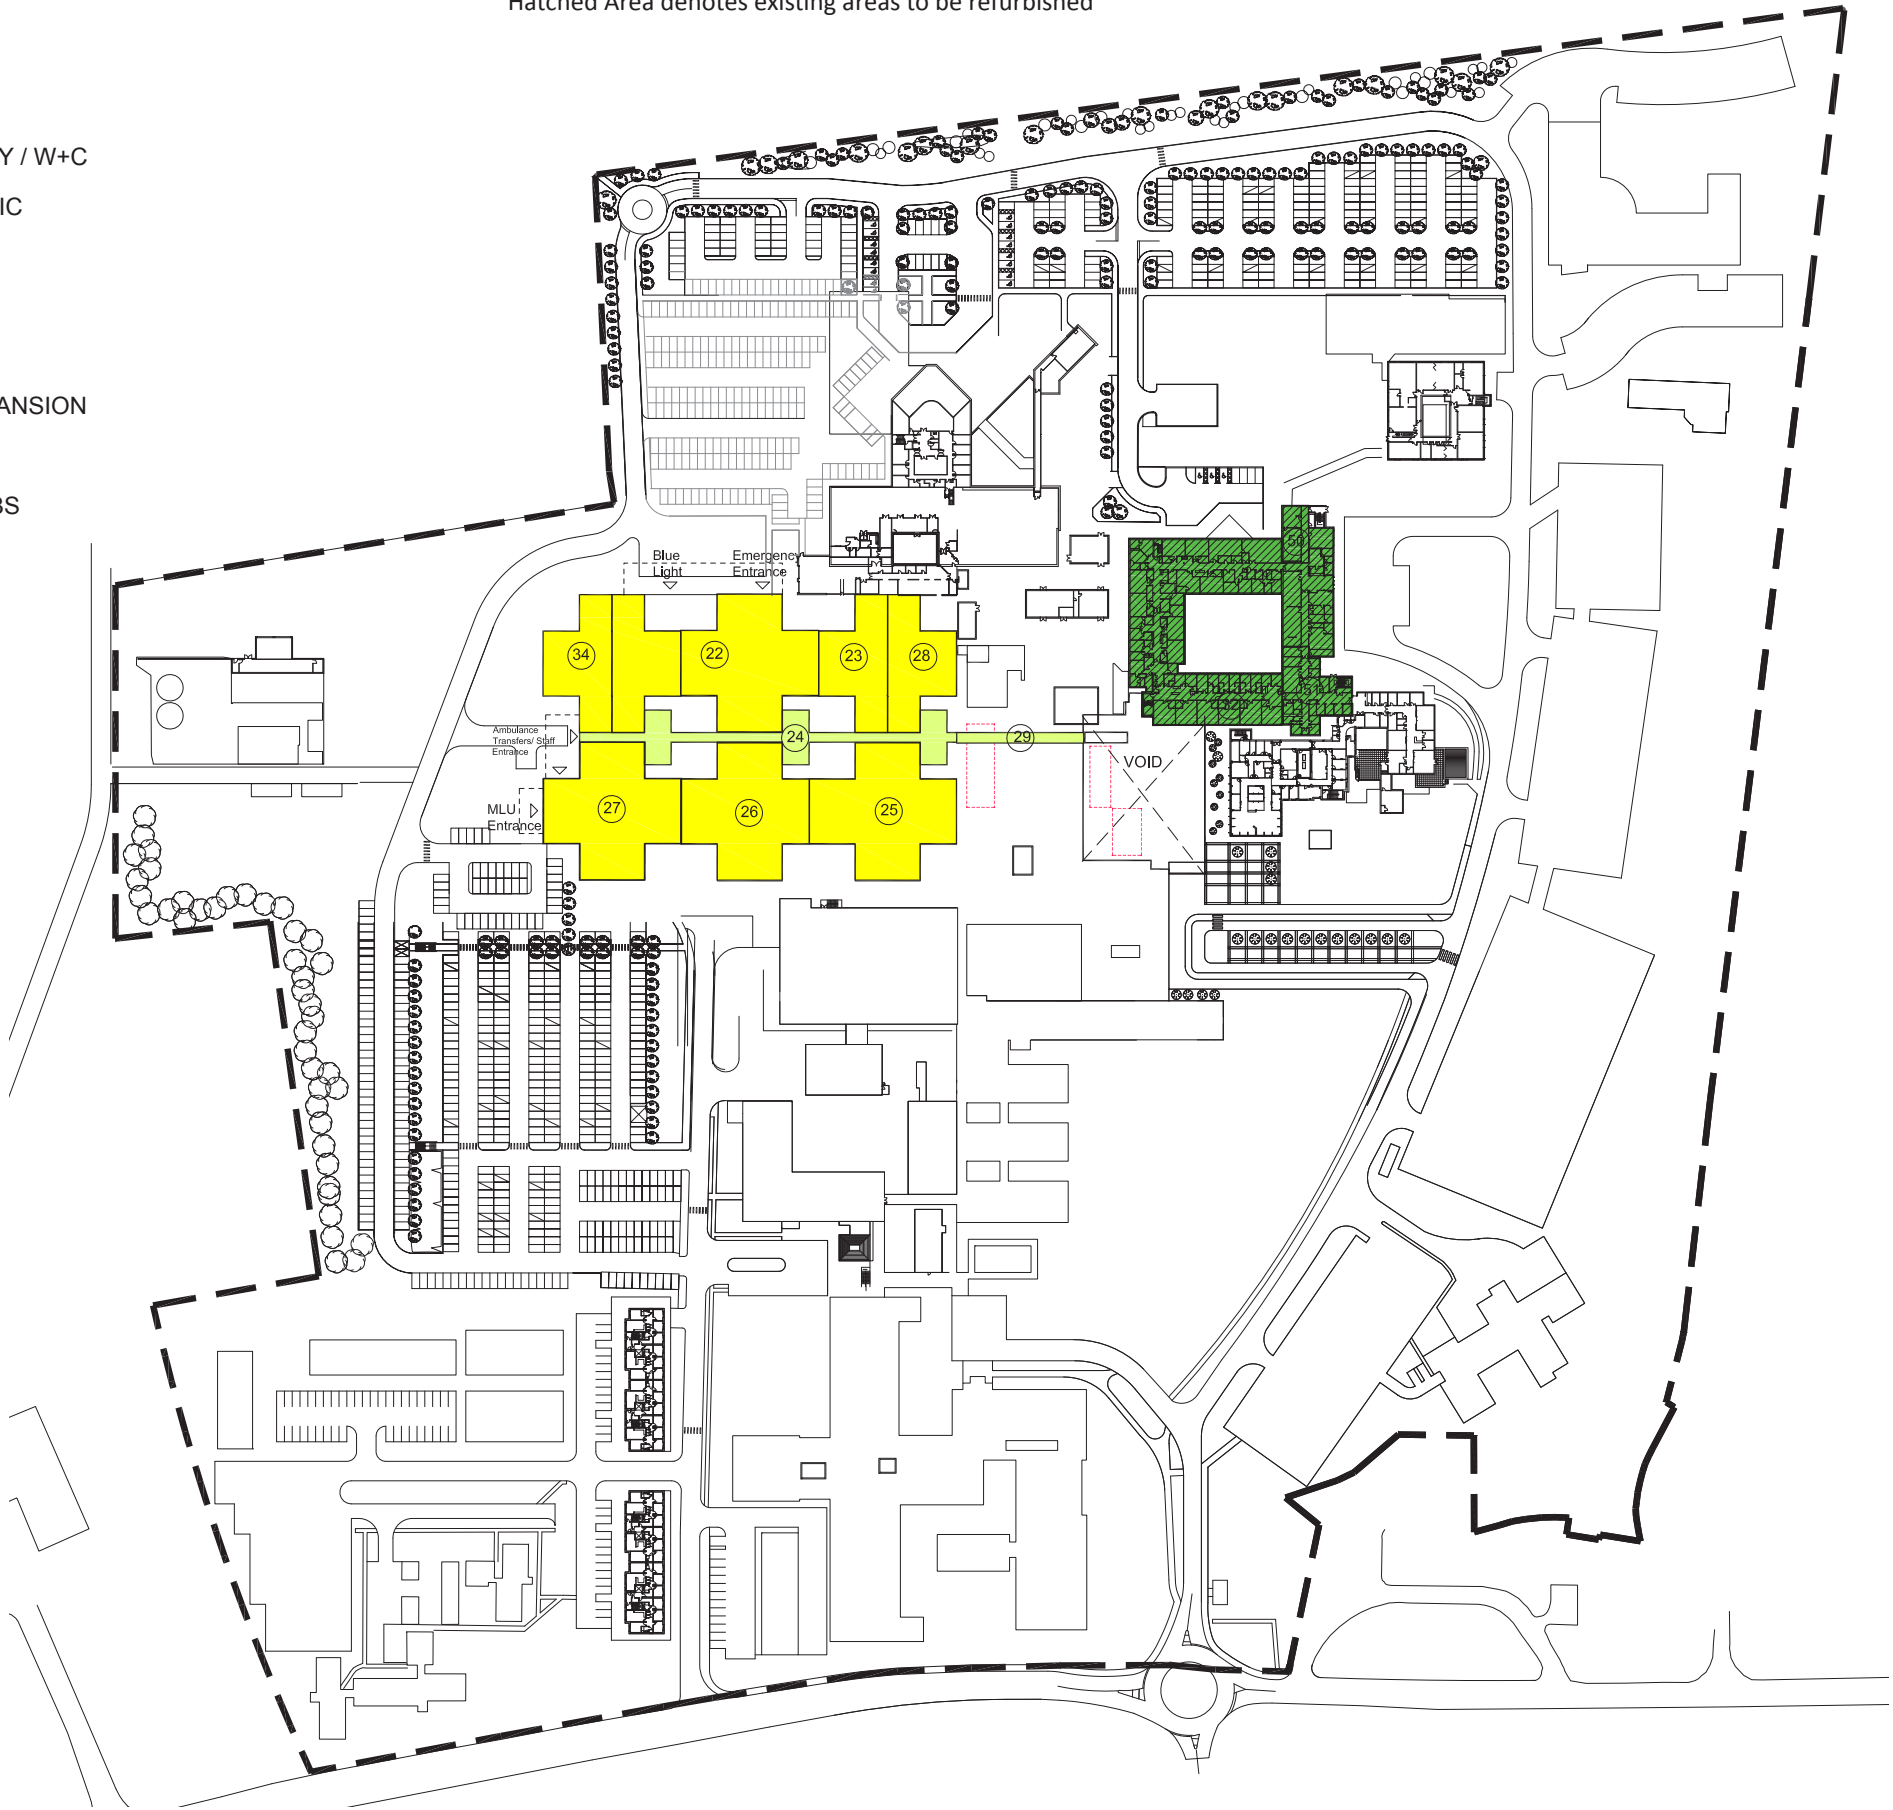 Hatched Area denotes existing areas to be refurbished
Y / W+C
IC
ANSION
BS
Blue
Light
Emergency
Entrance
50
34
22
23
28
Ambulance
Transfers/ Staff
Entrance
24
29
VOID
MLU
Entrance
27
26
25